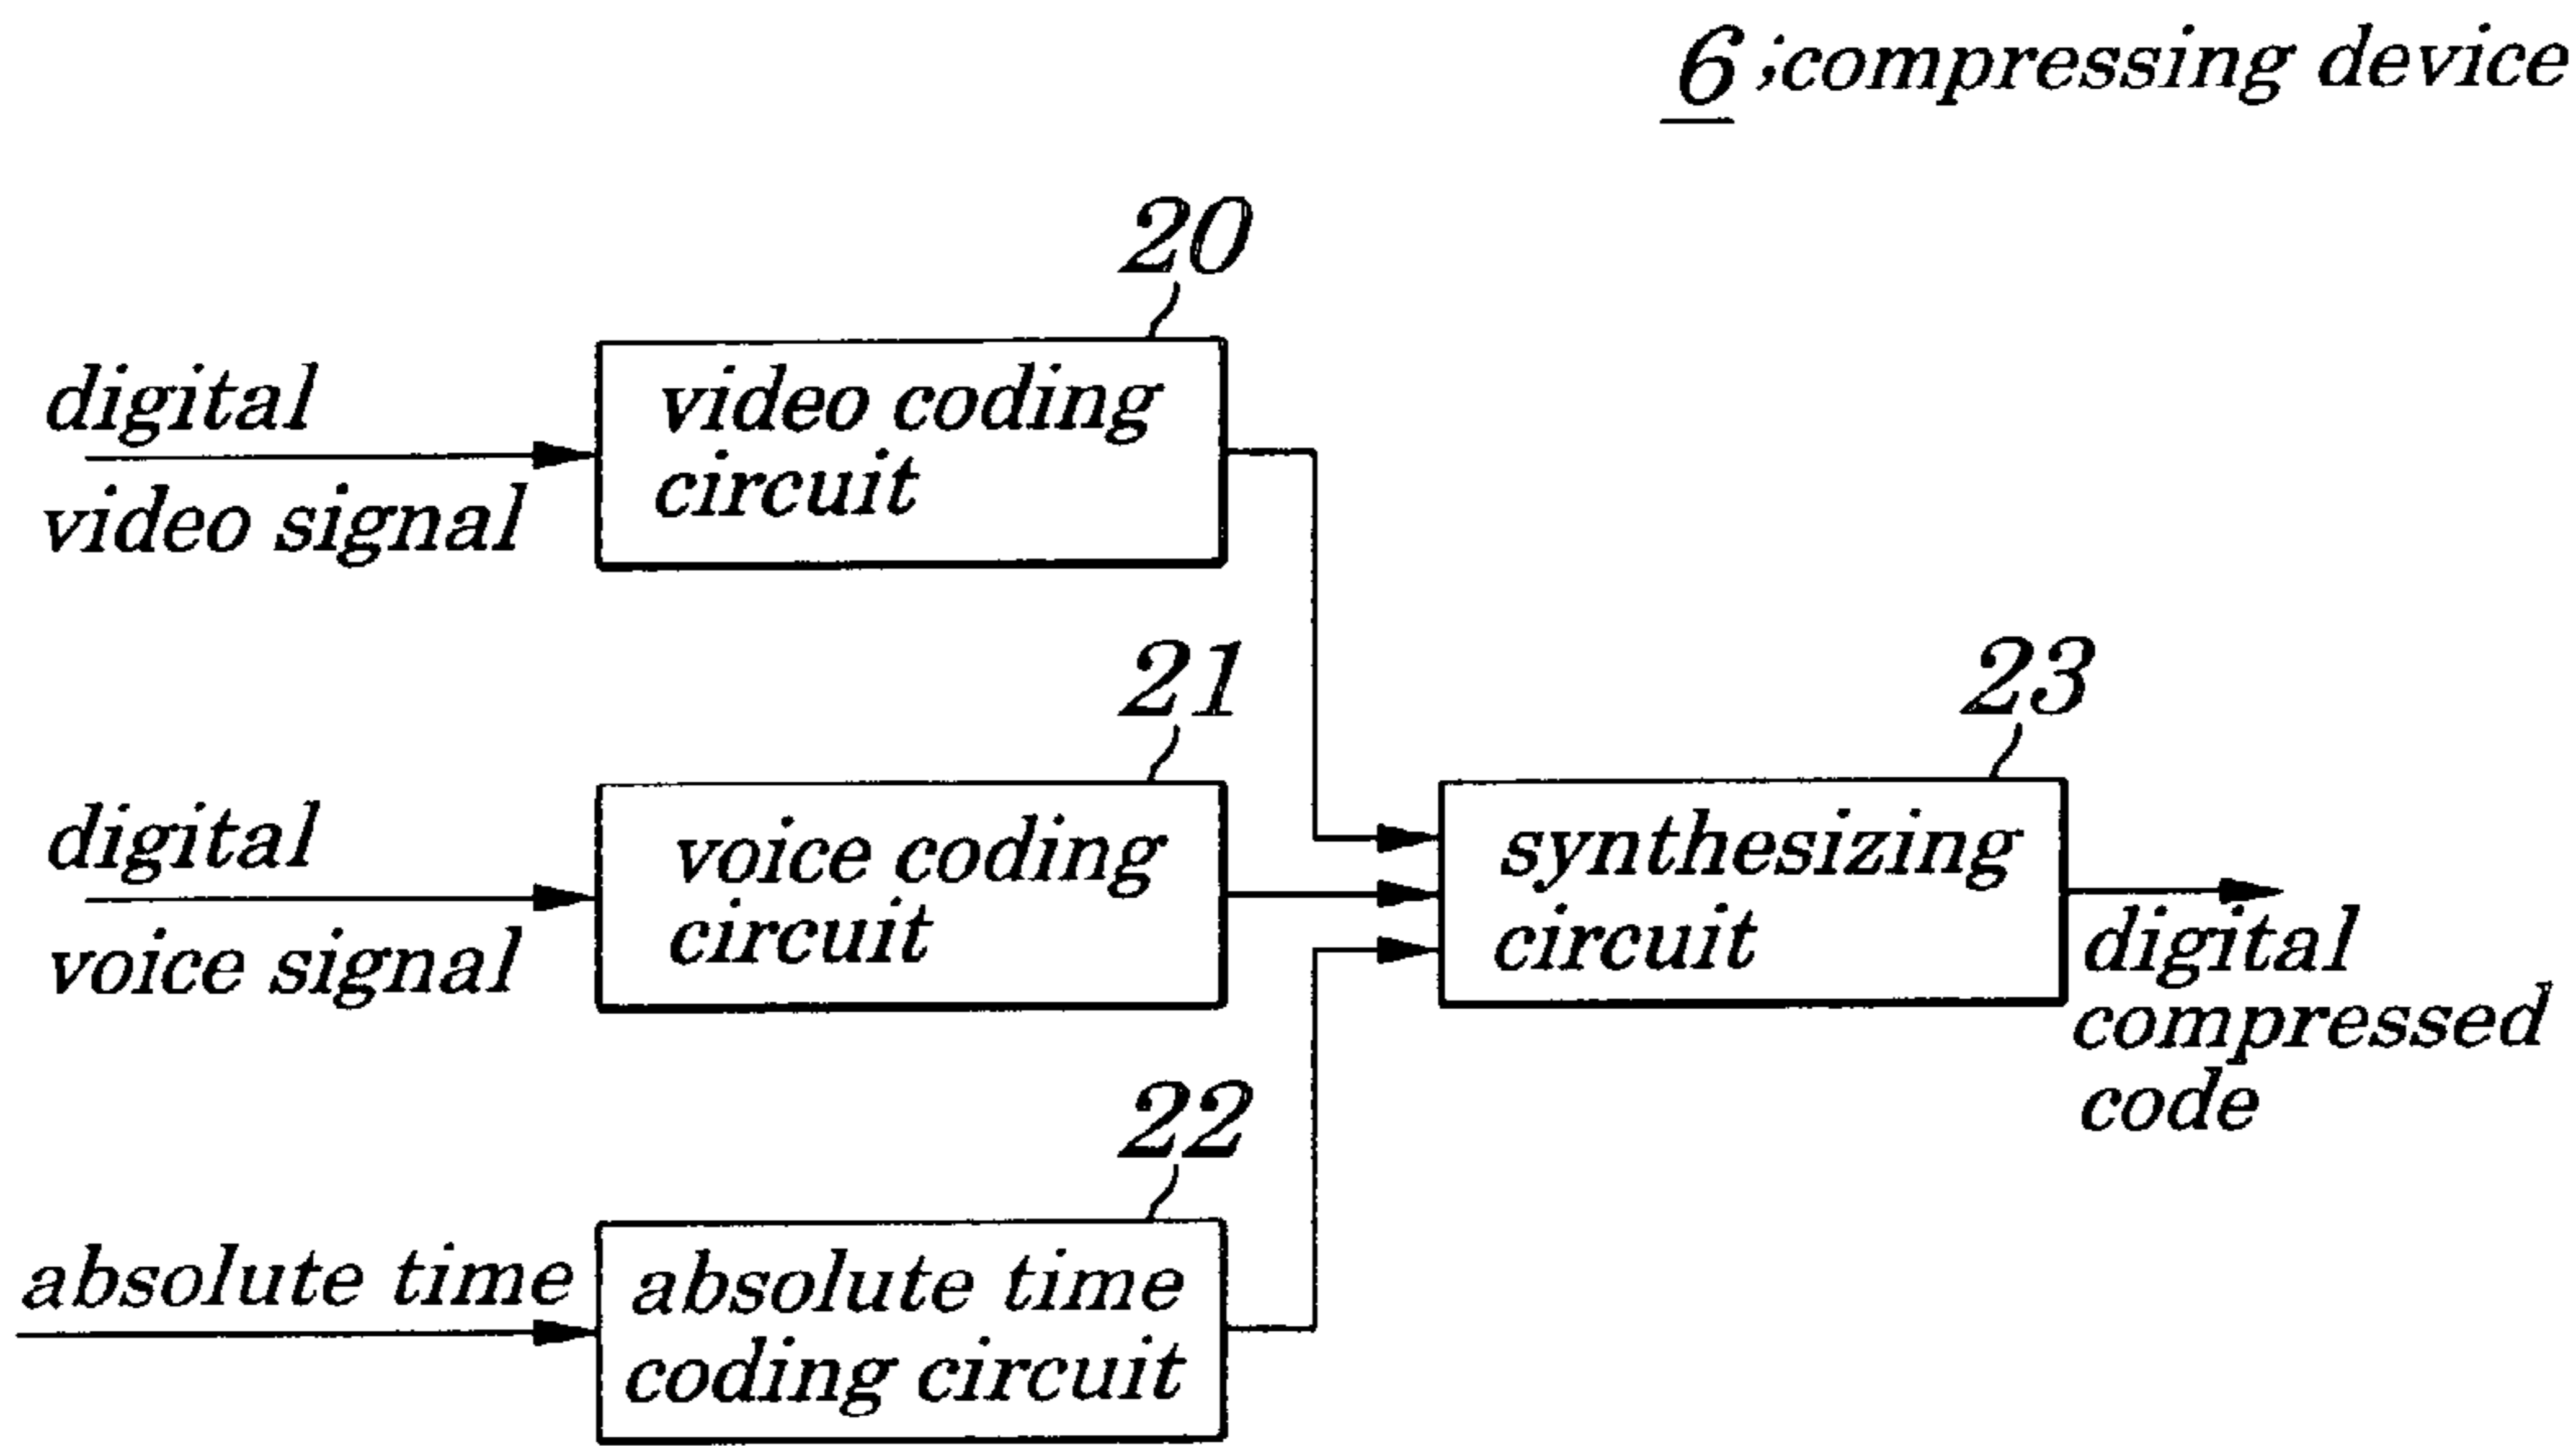 6 ;compressing device
20
digital
video signal
video coding
circuit
21
digital
voice signal
voice coding
circuit
23
synthesizing
circuit
digital
compressed
code
22
absolute time
absolute time
coding circuit